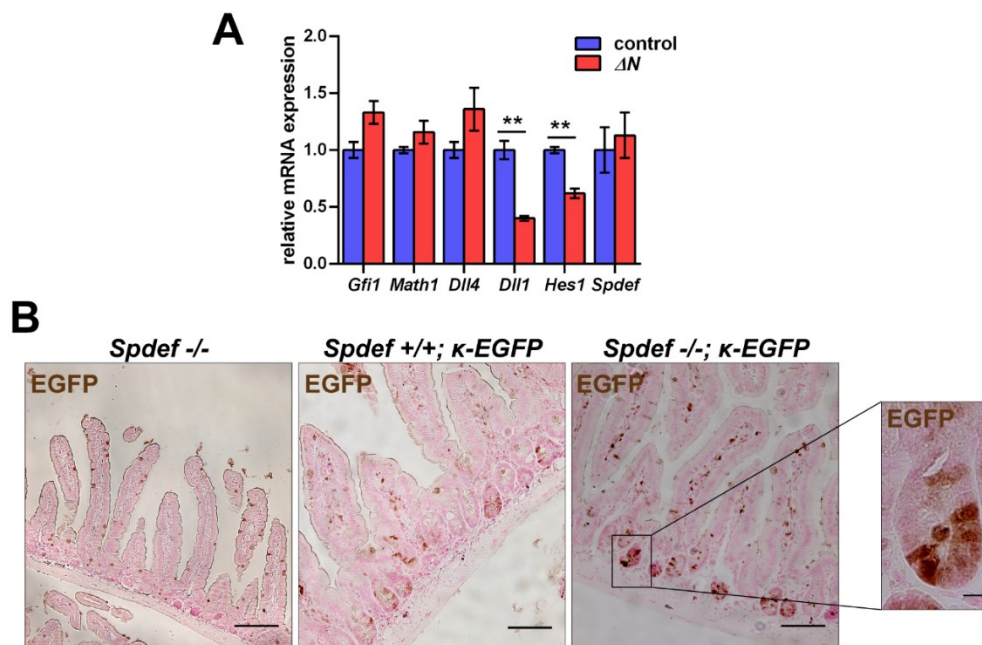 A
relative mRNA expression
2.0
1.5
1.0
0.5
0.0
control
ΔN
**
**
Gfi1 Math1 Dll4 Dll1 Hes1 Spdef
B
Spdef -/-
Spdef +/+; κ-EGFP
Spdef -/-; κ-EGFP
EGFP
EGFP
EGFP
EGFP